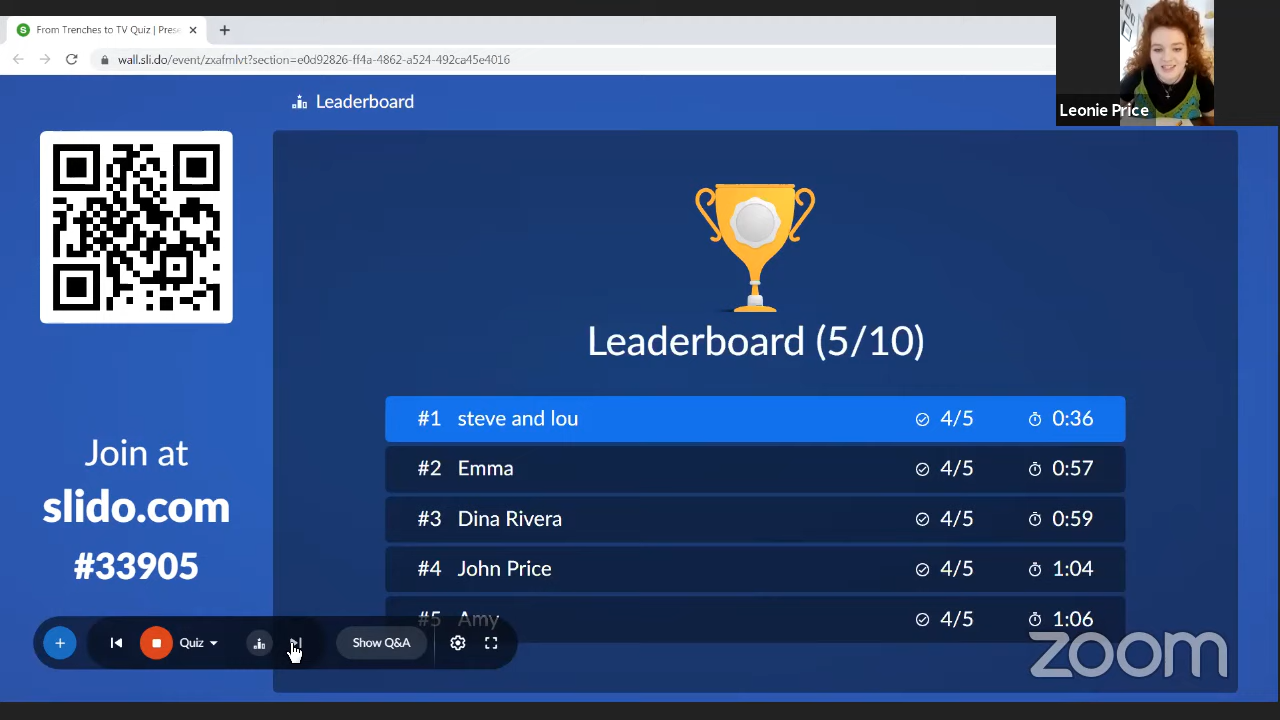 From Trenches to TV Quiz | Prese
wall.sli.do/event/zxafmlvt?section=e0d92826-ff4a-4862-a524-492ca45e4016
Leonie Price
Leaderboard
Leaderboard (5/10)
#1 steve and lou 4/5 0:36
#2 Emma 4/5 0:57
#3 Dina Rivera 4/5 0:59
#4 John Price 4/5 1:04
#5 Amy 4/5 1:06
Join at
slido.com
#33905
Quiz
Show Q&A
zoom